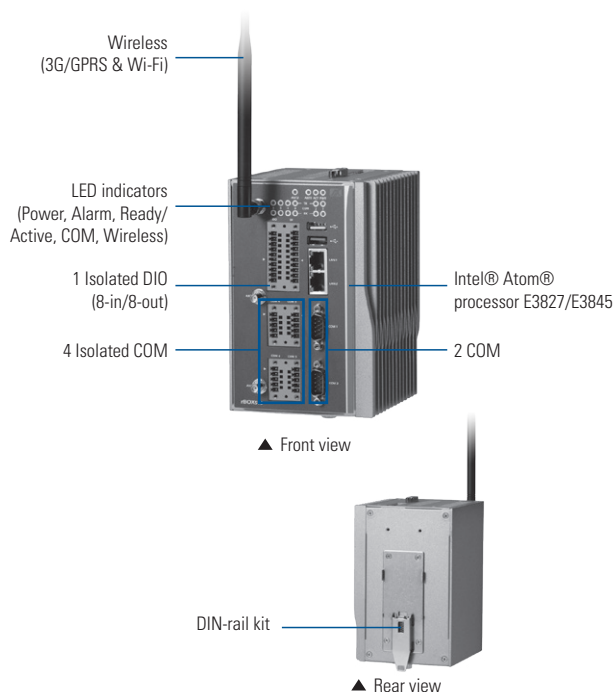 Wireless
(3G/GPRS & Wi-Fi)
LED indicators
(Power, Alarm, Ready/
Active, COM, Wireless)
1 Isolated DIO
(8-in/8-out)
4 Isolated COM
Intel® Atom®
processor E3827/E3845
2 COM
▲ Front view
DIN-rail kit
▲ Rear view